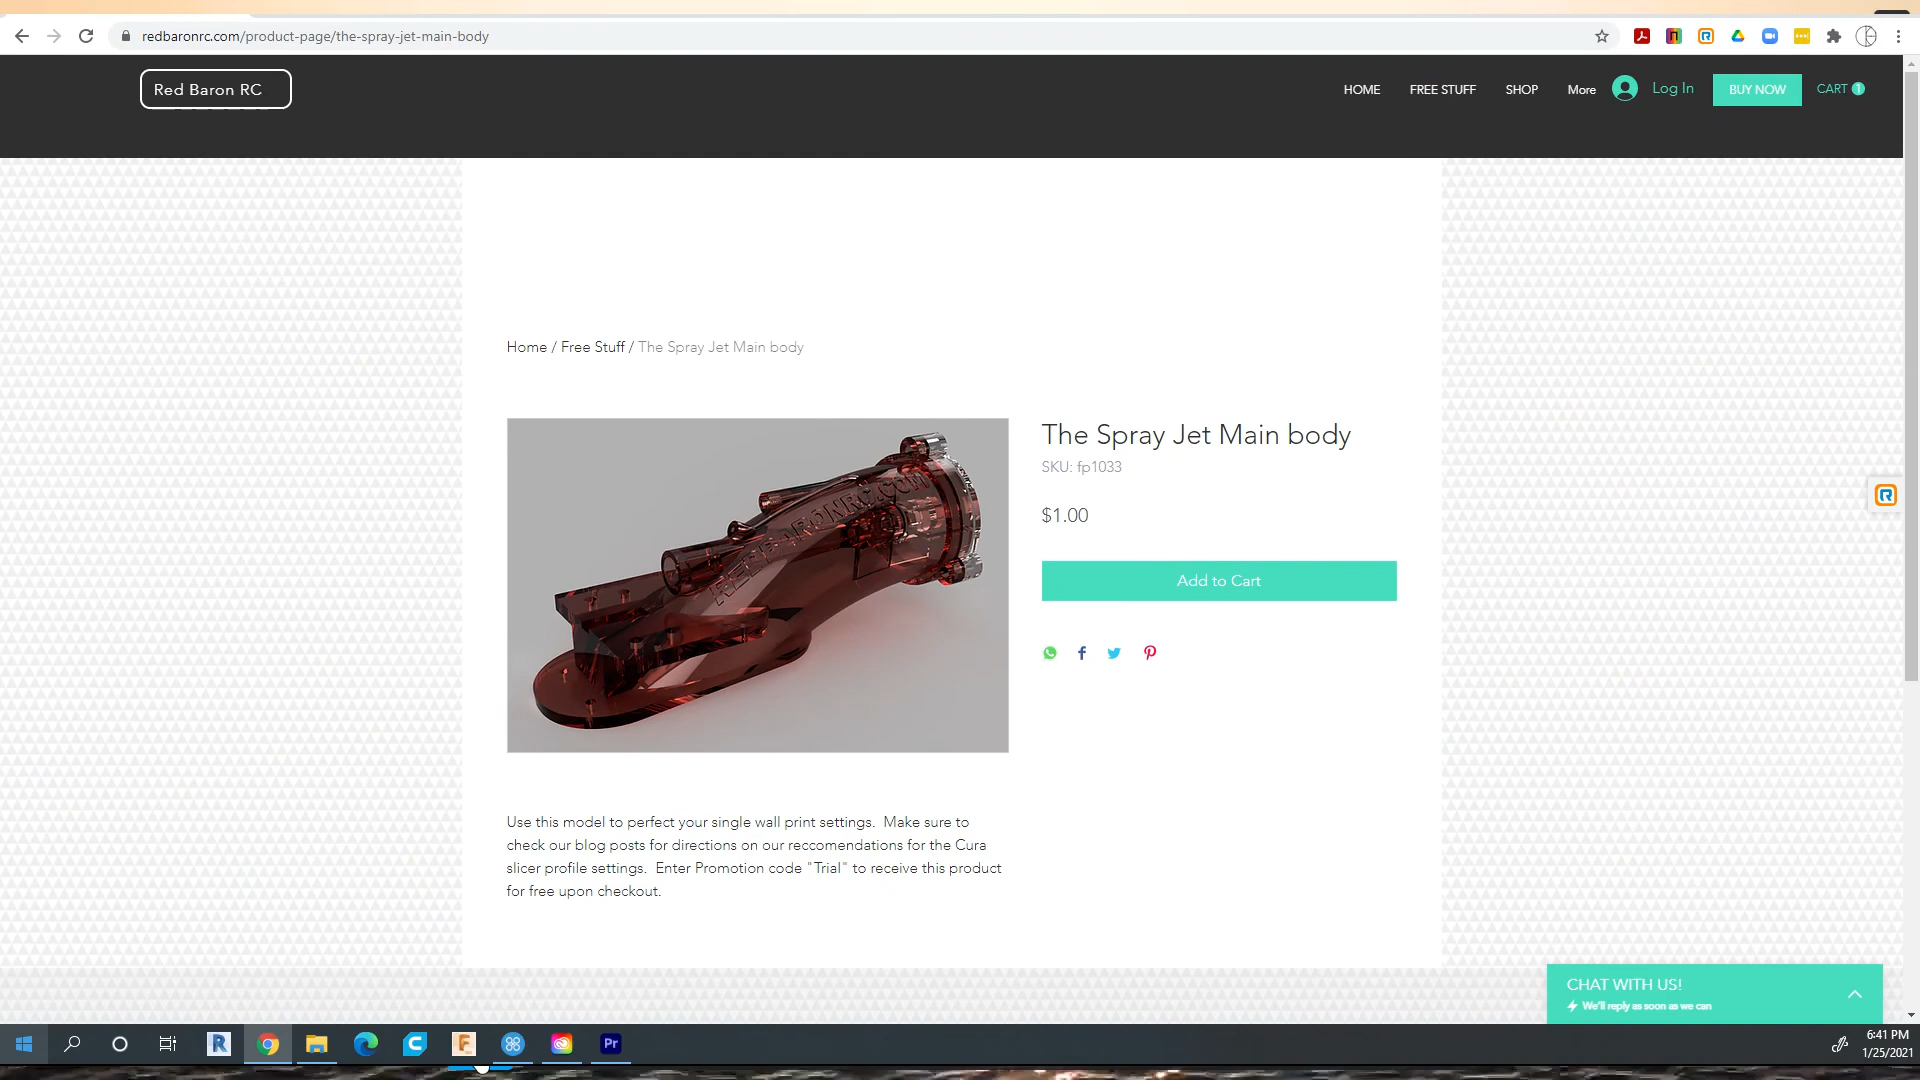 redbaronrc.com/product-page/the-spray-jet-main-body
Red Baron RC
HOME
FREE STUFF
SHOP
More
Log In
BUY NOW
CART 1
Home / Free Stuff / The Spray Jet Main body
REDBARONRC.COM
The Spray Jet Main body
SKU: fp1033
$1.00
Add to Cart
Use this model to perfect your single wall print settings.  Make sure to
check our blog posts for directions on our reccomendations for the Cura
slicer profile settings.  Enter Promotion code "Trial" to receive this product
for free upon checkout.
CHAT WITH US!
We'll reply as soon as we can
6:41 PM
1/25/2021